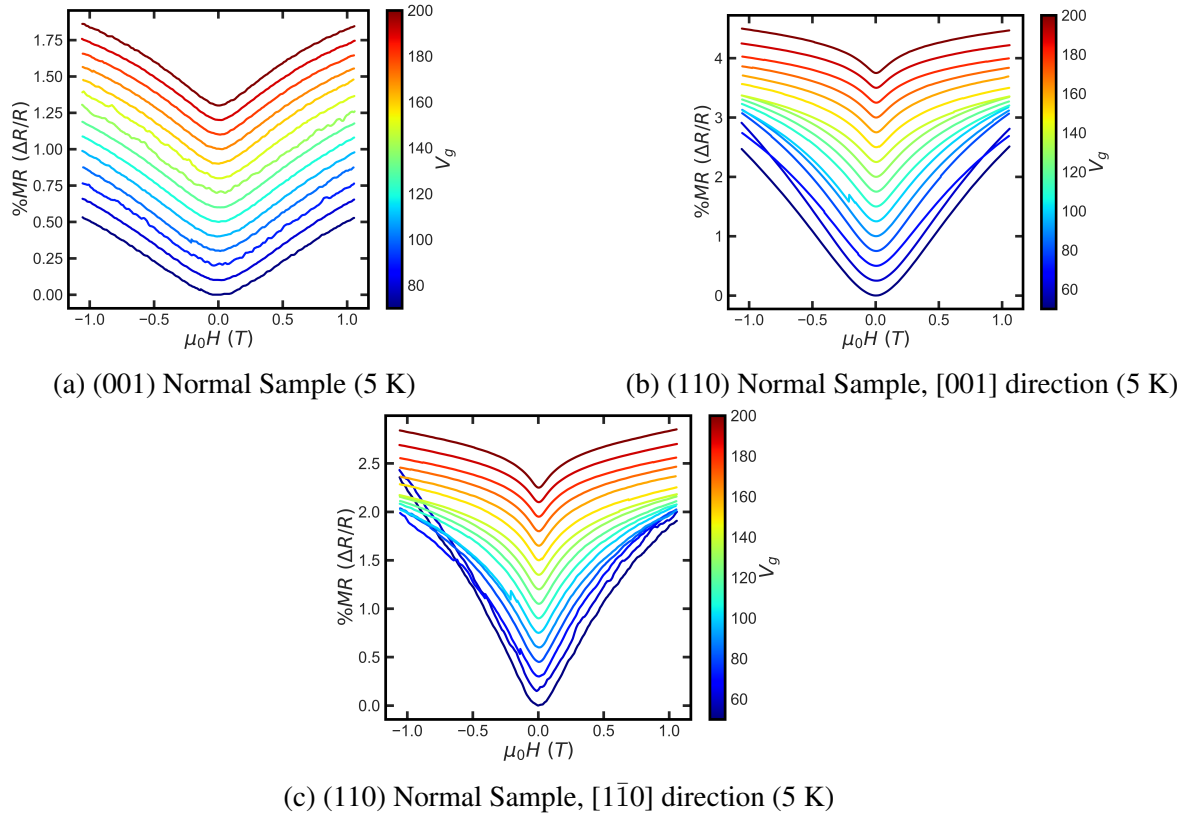 1.75
1.50
1.25
1.00
0.75
0.50
0.25
0.00
%MR (ΔR/R)
−1.0 −0.5 0.0 0.5 1.0
μ₀H (T)
200
180
160
140
120
100
80
V_g
(a) (001) Normal Sample (5 K)
4
3
2
1
0
%MR (ΔR/R)
−1.0 −0.5 0.0 0.5 1.0
μ₀H (T)
200
180
160
140
120
100
80
60
V_g
(b) (110) Normal Sample, [001] direction (5 K)
2.5
2.0
1.5
1.0
0.5
0.0
%MR (ΔR/R)
−1.0 −0.5 0.0 0.5 1.0
μ₀H (T)
200
180
160
140
120
100
80
60
V_g
(c) (110) Normal Sample, [11̄0] direction (5 K)